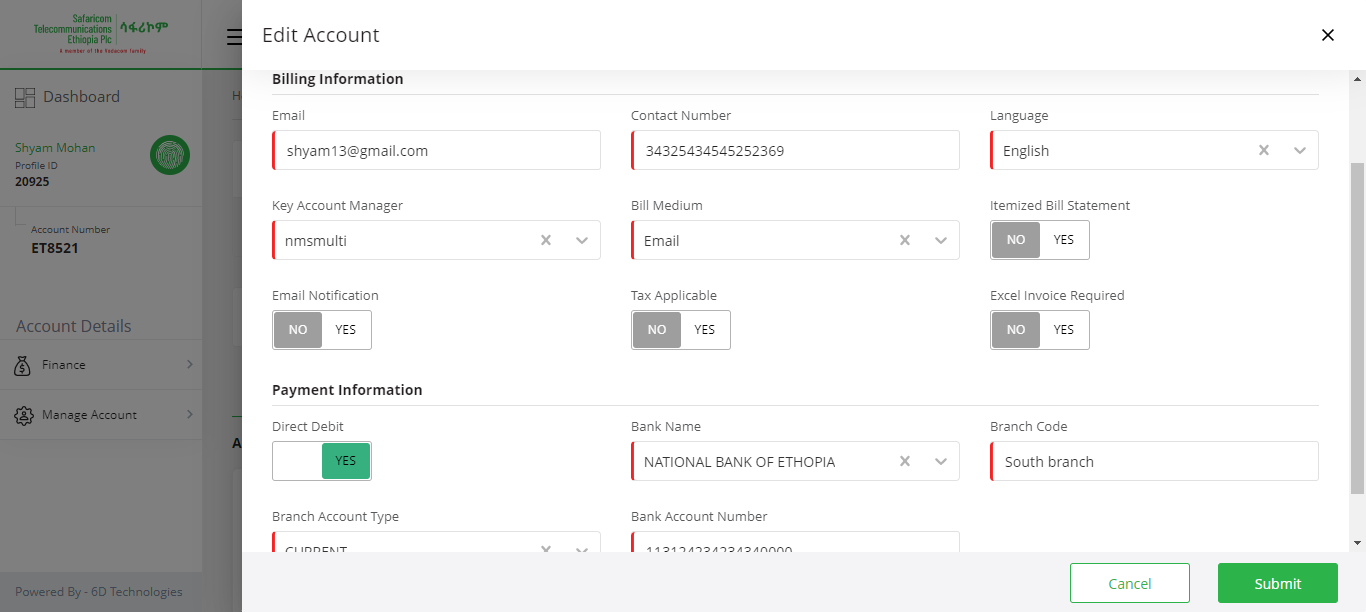 Safaricom
Telecommunications
Ethiopia Plc
ሳፋሪኮም
A member of the Vodacom family
Dashboard
Shyam Mohan
Profile ID
20925
Account Number
ET8521
Account Details
Finance
Manage Account
Powered By - 6D Technologies
Edit Account
Billing Information
Email
Contact Number
Language
shyam13@gmail.com
34325434545252369
English
Key Account Manager
Bill Medium
Itemized Bill Statement
nmsmulti
Email
NO YES
Email Notification
Tax Applicable
Excel Invoice Required
NO YES
NO YES
NO YES
Payment Information
Direct Debit
Bank Name
Branch Code
YES
NATIONAL BANK OF ETHOPIA
South branch
Branch Account Type
Bank Account Number
CURRENT
113124234234340000
Cancel
Submit